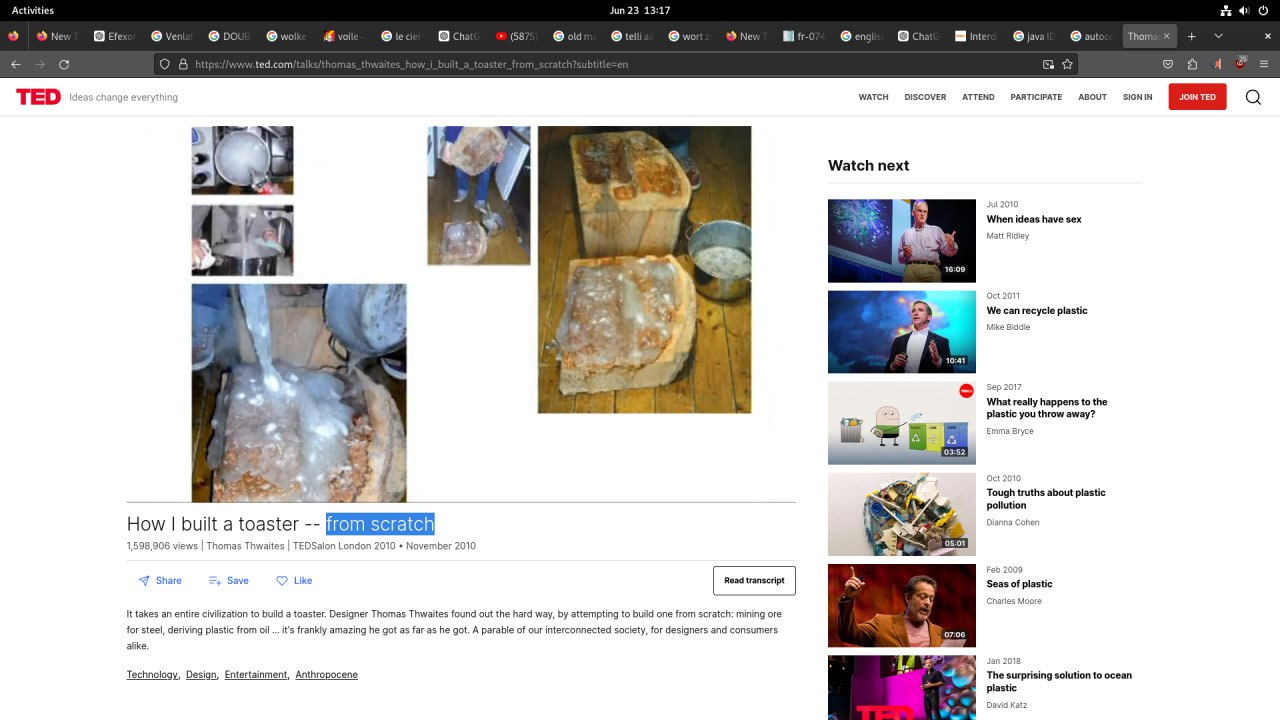 Activities
Jun 23 13:17
New T
Efexor
Venlaf
DOUB
wolke
voile -
le ciel
ChatG
(5875)
old ma
telli aa
wort z
New T
fr-074
english
ChatG
Interdi
java ID
autoco
Thomas
https://www.ted.com/talks/thomas_thwaites_how_i_built_a_toaster_from_scratch?subtitle=en
TED Ideas change everything
WATCH DISCOVER ATTEND PARTICIPATE ABOUT SIGN IN JOIN TED
How I built a toaster -- from scratch
1,598,906 views | Thomas Thwaites | TEDSalon London 2010 • November 2010
Share Save Like Read transcript
It takes an entire civilization to build a toaster. Designer Thomas Thwaites found out the hard way, by attempting to build one from scratch: mining ore
for steel, deriving plastic from oil ... it's frankly amazing he got as far as he got. A parable of our interconnected society, for designers and consumers
alike.
Technology, Design, Entertainment, Anthropocene
Watch next
Jul 2010
When ideas have sex
Matt Ridley
16:09
Oct 2011
We can recycle plastic
Mike Biddle
10:41
Sep 2017
What really happens to the
plastic you throw away?
Emma Bryce
03:52
Oct 2010
Tough truths about plastic
pollution
Dianna Cohen
05:01
Feb 2009
Seas of plastic
Charles Moore
07:06
Jan 2018
The surprising solution to ocean
plastic
David Katz
TED